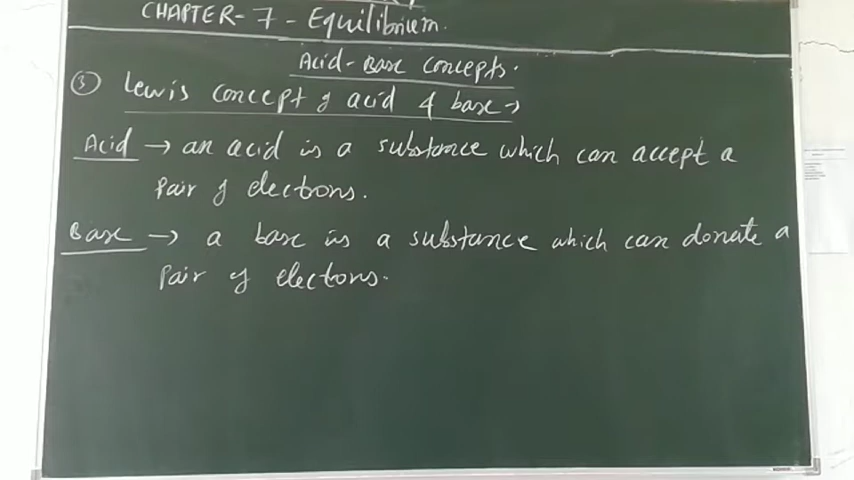 CHAPTER-7-Equilibrium.
Acid-Base concepts.
③ Lewis concept of acid & base→
Acid → an acid is a substance which can accept a
Pair of electrons.
Base → a base is a substance which can donate a
Pair of electrons.